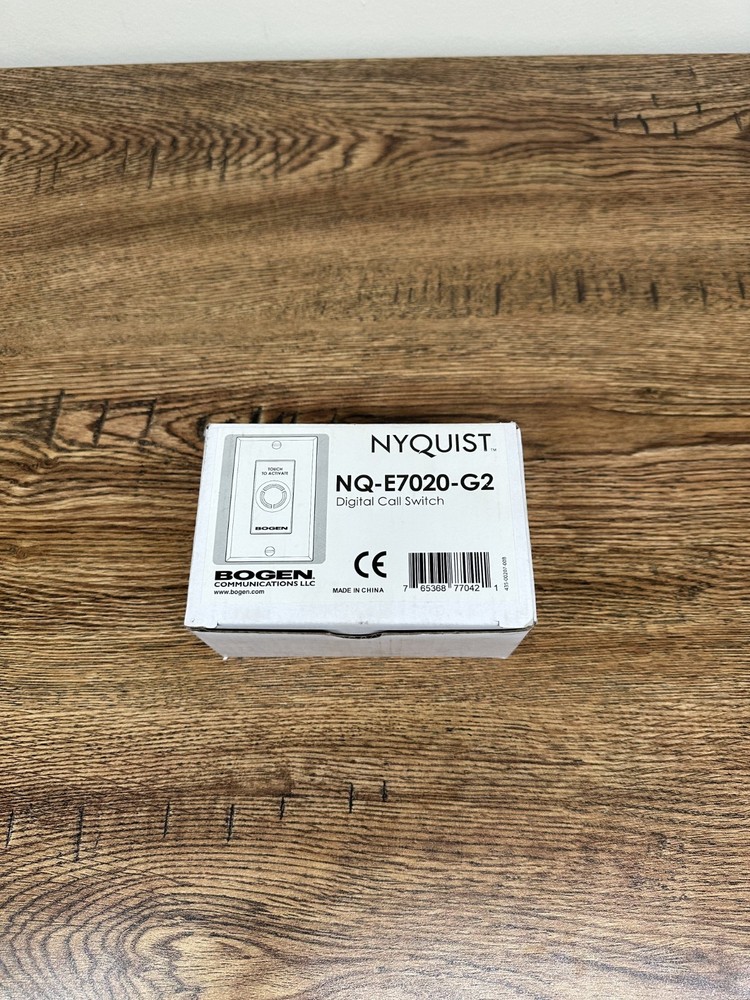 NYQUIST™
NQ-E7020-G2
Digital Call Switch
TOUCH
TO ACTIVATE
BOGEN
BOGEN®
COMMUNICATIONS LLC
www.bogen.com
CE
MADE IN CHINA
7 65368 77042 1